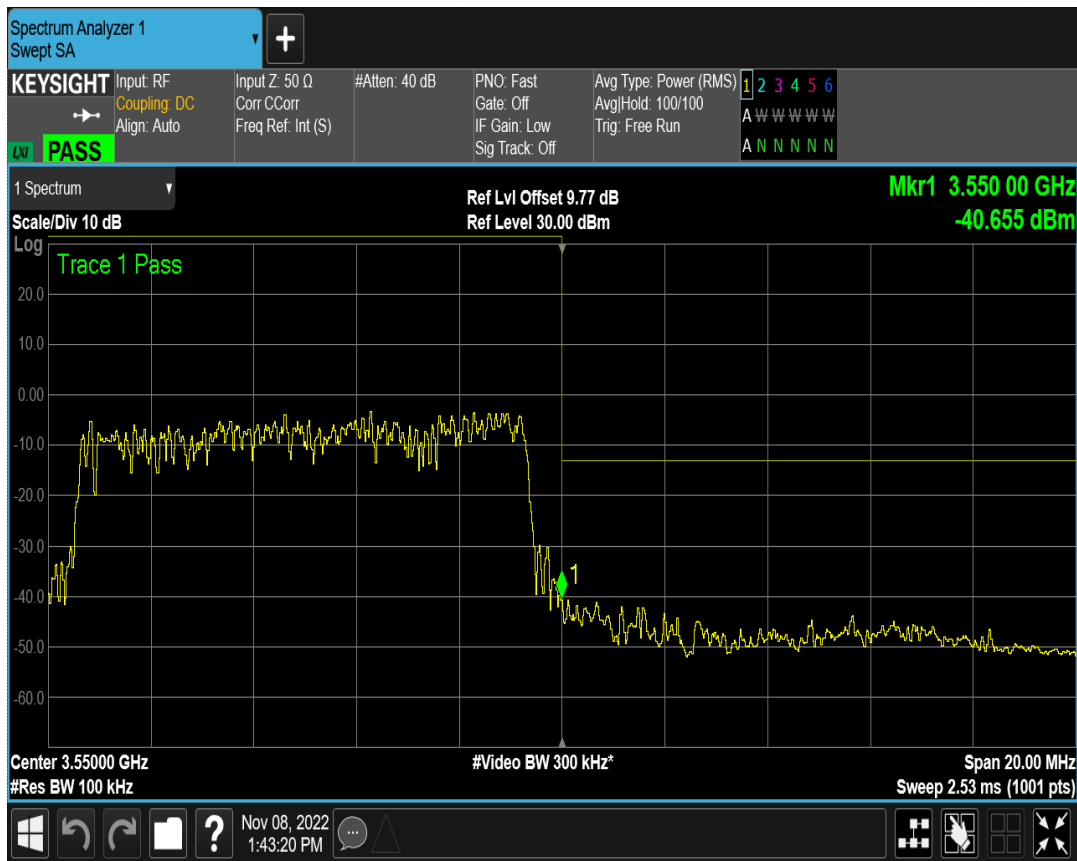 Spectrum Analyzer 1
Swept SA
+
KEYSIGHT
LXI PASS
Input: RF
Coupling: DC
Align: Auto
Input Z: 50 Ω
Corr CCorr
Freq Ref: Int (S)
#Atten: 40 dB
PNO: Fast
Gate: Off
IF Gain: Low
Sig Track: Off
Avg Type: Power (RMS)
Avg|Hold: 100/100
Trig: Free Run
1 2 3 4 5 6
A W W W W W
A N N N N N
1 Spectrum
Scale/Div 10 dB
Ref Lvl Offset 9.77 dB
Ref Level 30.00 dBm
Mkr1 3.550 00 GHz
-40.655 dBm
Log
Trace 1 Pass
20.0
10.0
0.00
-10.0
-20.0
-30.0
-40.0
-50.0
-60.0
1
Center 3.55000 GHz
#Res BW 100 kHz
#Video BW 300 kHz*
Span 20.00 MHz
Sweep 2.53 ms (1001 pts)
?
Nov 08, 2022
1:43:20 PM